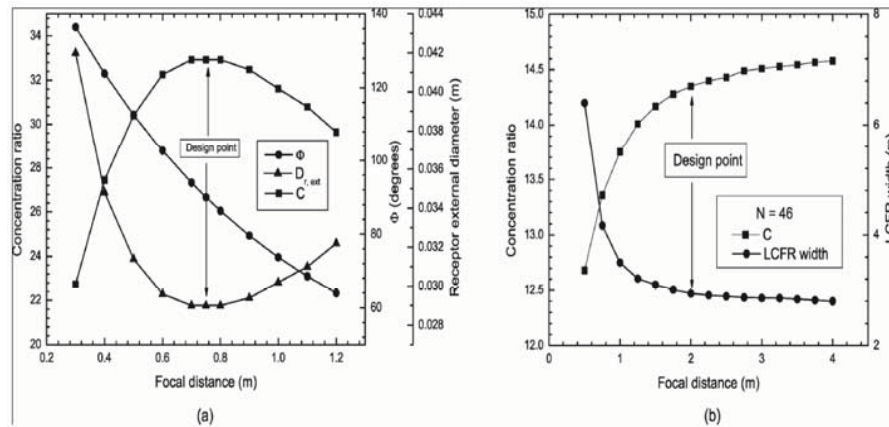 34
32
30
28
26
24
22
20
Concentration ratio
0.2
0.4
0.6
0.8
1.0
1.2
Focal distance (m)
140
120
100
80
60
Φ (degrees)
0.044
0.042
0.040
0.038
0.036
0.034
0.032
0.030
0.028
Receptor external diameter (m)
Design point
Φ
D r, ext
C
(a)
15.0
14.5
14.0
13.5
13.0
12.5
12.0
Concentration ratio
0
1
2
3
4
Focal distance (m)
8
6
4
2
LCFR width (m)
Design point
N = 46
C
LCFR width
(b)